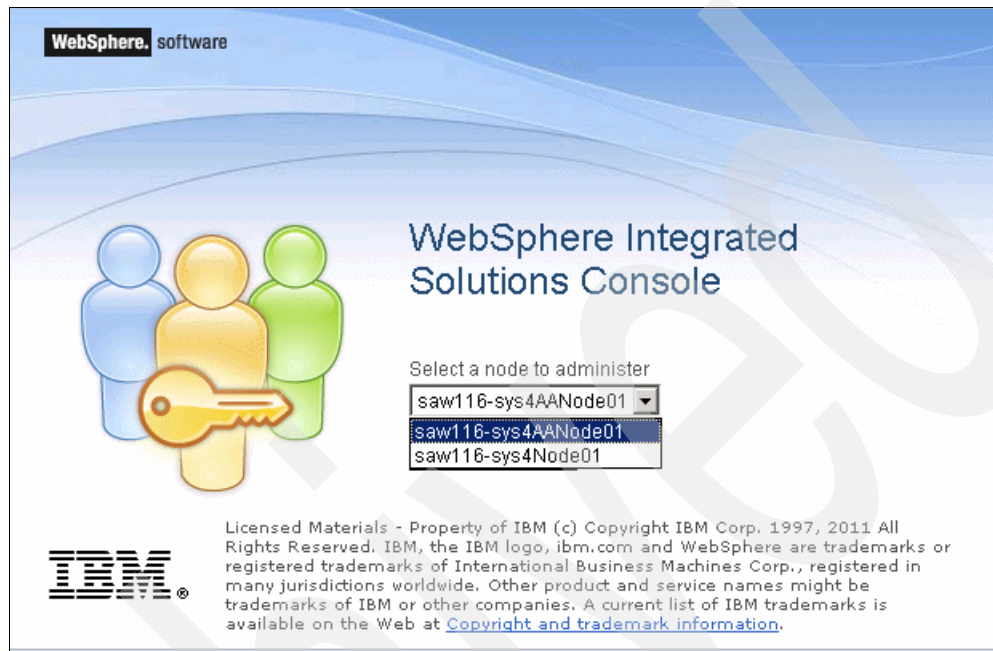 WebSphere. software
WebSphere Integrated
Solutions Console
Select a node to administer
saw116-sys4AANode01
saw116-sys4AANode01
saw116-sys4Node01
Licensed Materials - Property of IBM (c) Copyright IBM Corp. 1997, 2011 All
Rights Reserved. IBM, the IBM logo, ibm.com and WebSphere are trademarks or
registered trademarks of International Business Machines Corp., registered in
many jurisdictions worldwide. Other product and service names might be
trademarks of IBM or other companies. A current list of IBM trademarks is
available on the Web at Copyright and trademark information.
IBM®